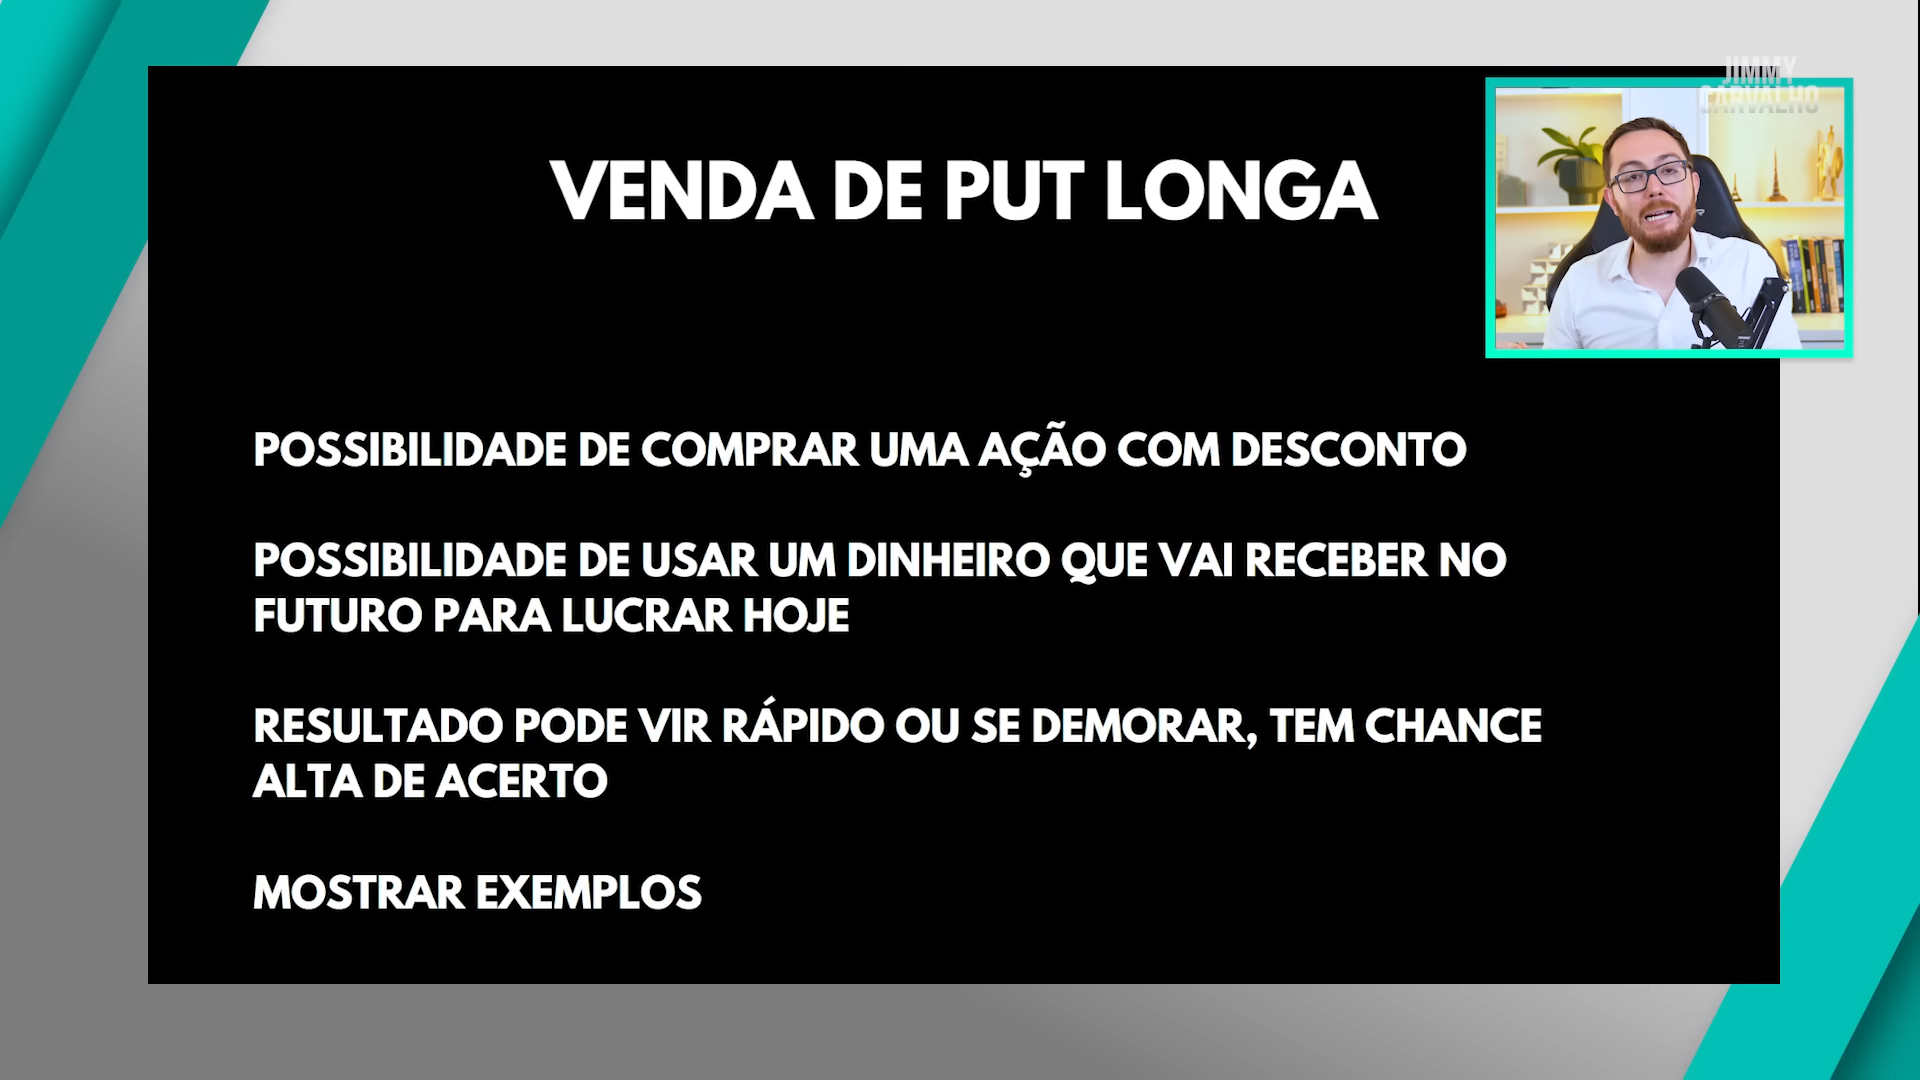 JIMMY
CARVALHO
VENDA DE PUT LONGA
POSSIBILIDADE DE COMPRAR UMA AÇÃO COM DESCONTO
POSSIBILIDADE DE USAR UM DINHEIRO QUE VAI RECEBER NO
FUTURO PARA LUCRAR HOJE
RESULTADO PODE VIR RÁPIDO OU SE DEMORAR, TEM CHANCE
ALTA DE ACERTO
MOSTRAR EXEMPLOS